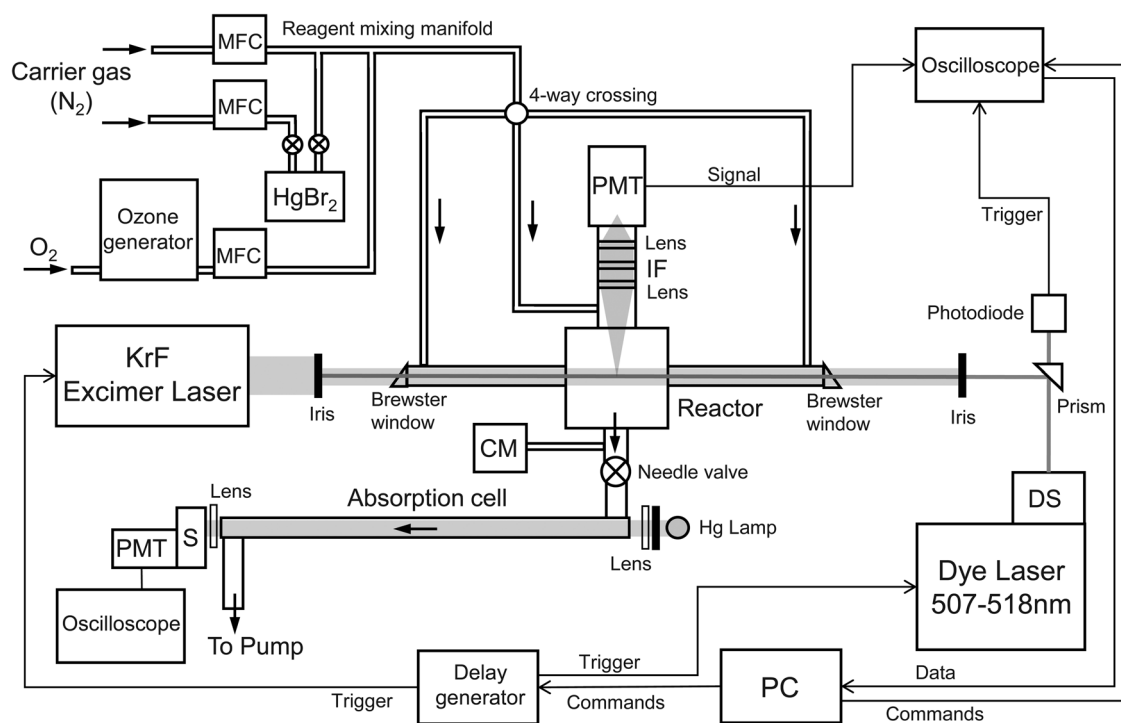 MFC
Reagent mixing manifold
Carrier gas
(N₂)
MFC
4-way crossing
Oscilloscope
HgBr₂
PMT
Signal
Trigger
Ozone
generator
O₂
MFC
Lens
IF
Lens
Photodiode
KrF
Excimer Laser
Iris
Brewster
window
Reactor
Brewster
window
Iris
Prism
CM
Needle valve
Absorption cell
Lens
PMT
S
Lens
Hg Lamp
DS
Dye Laser
507-518nm
Oscilloscope
To Pump
Trigger
Delay
generator
Trigger
Commands
PC
Data
Commands